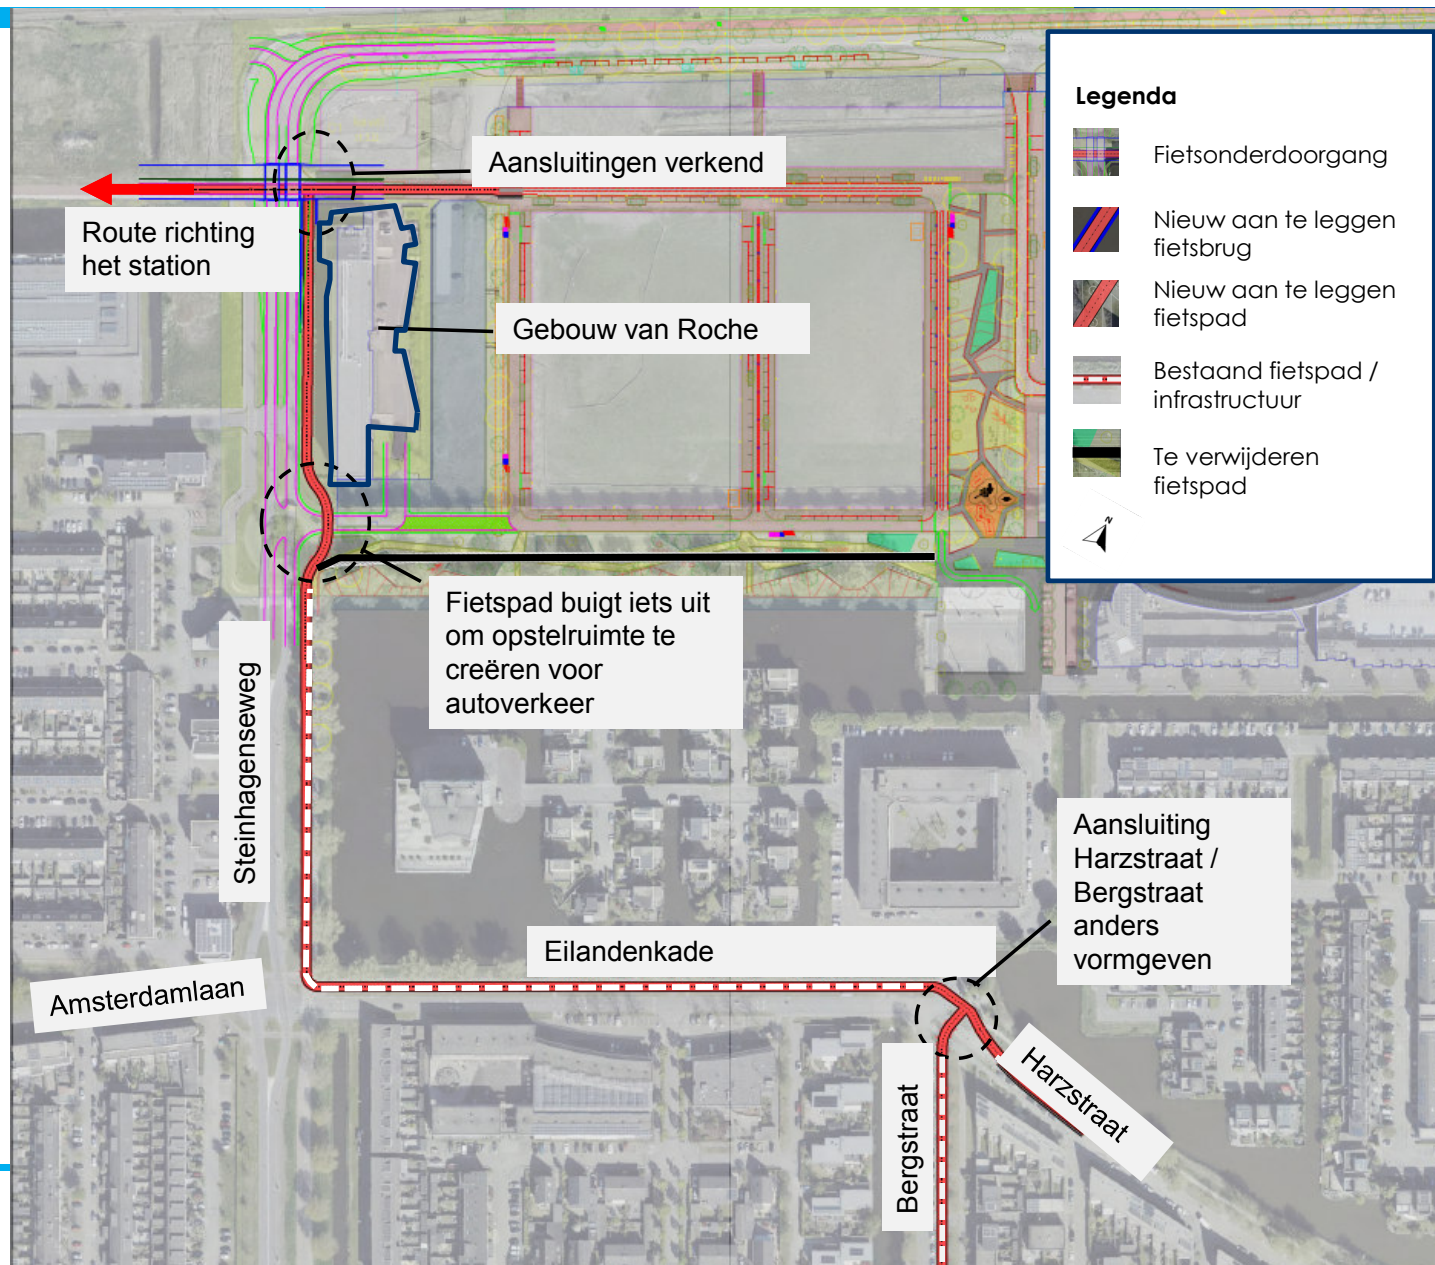 Legenda
Fietsonderdoorgang
Nieuw aan te leggen
fietsbrug
Nieuw aan te leggen
fietspad
Bestaand fietspad /
infrastructuur
Te verwijderen
fietspad
N
Aansluitingen verkend
Route richting
het station
Gebouw van Roche
Fietspad buigt iets uit
om opstelruimte te
creëren voor
autoverkeer
Steinhagenseweg
Aansluiting
Harzstraat /
Bergstraat
anders
vormgeven
Eilandenkade
Amsterdamlaan
Harzstraat
Bergstraat